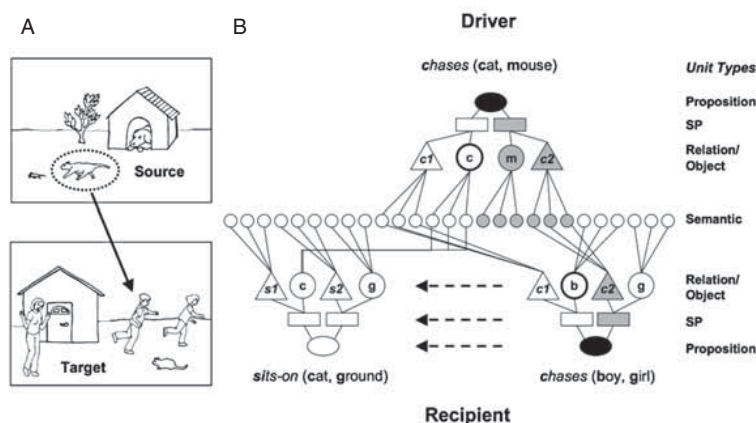 A
B
Driver
chases (cat, mouse)
Unit Types
Proposition
SP
Relation/
Object
c1
c
m
c2
Source
Semantic
s1
c
s2
g
c1
b
c2
g
Relation/
Object
SP
Proposition
Target
sits-on (cat, ground)
chases (boy, girl)
Recipient